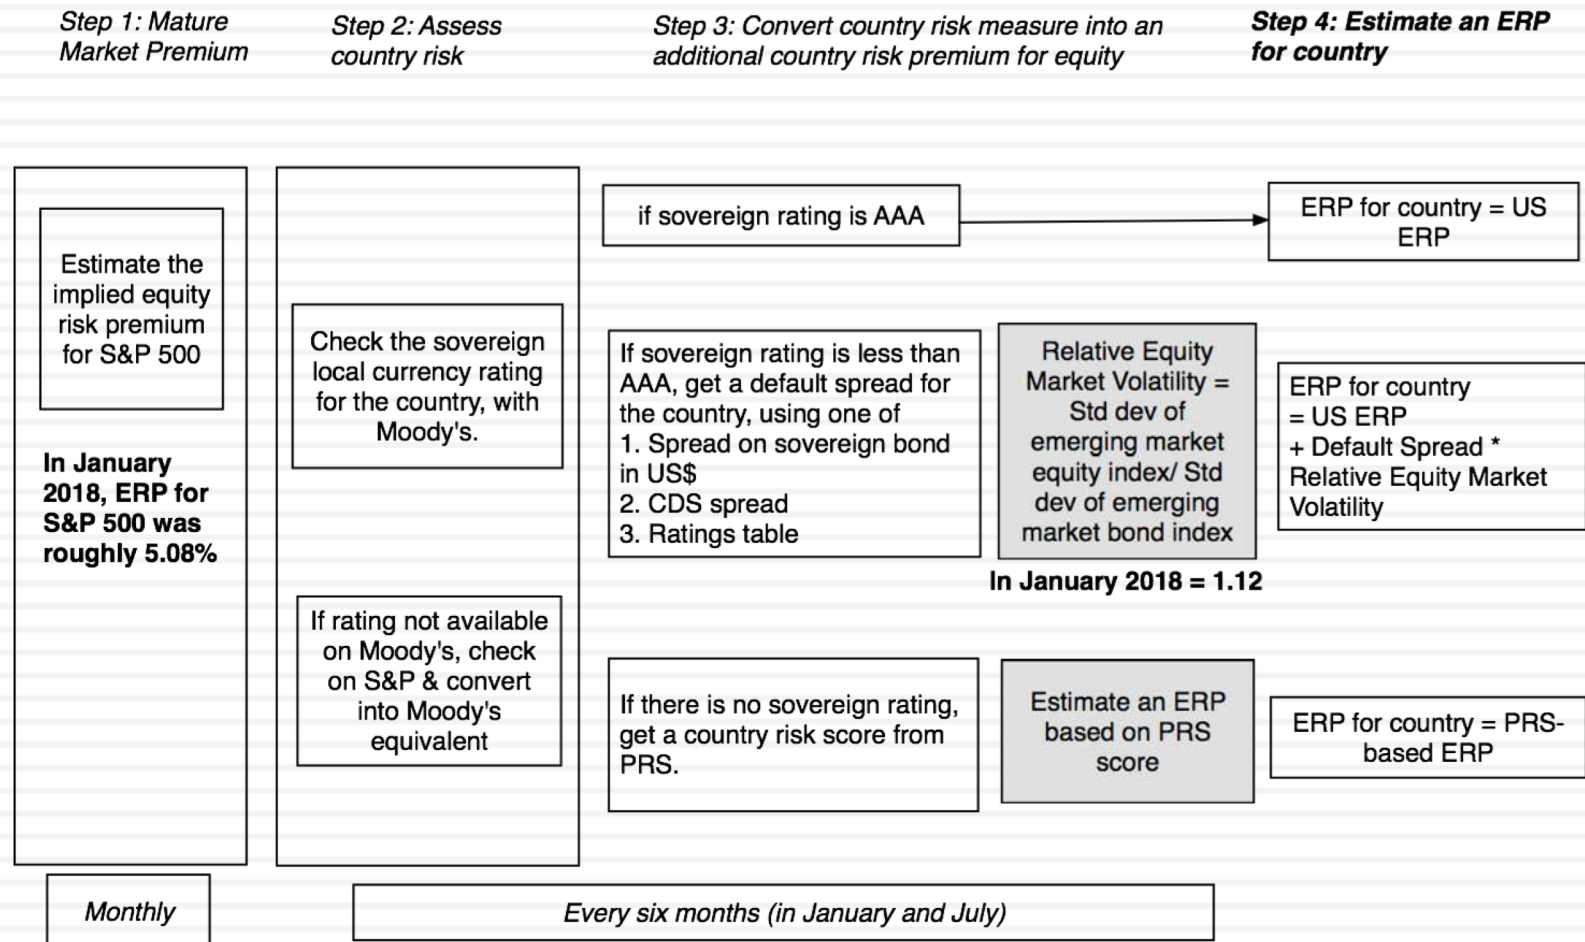 Step 1: Mature
Market Premium
Step 2: Assess
country risk
Step 3: Convert country risk measure into an
additional country risk premium for equity
Step 4: Estimate an ERP
for country
Estimate the
implied equity
risk premium
for S&P 500
In January
2018, ERP for
S&P 500 was
roughly 5.08%
Check the sovereign
local currency rating
for the country, with
Moody's.
If rating not available
on Moody's, check
on S&P & convert
into Moody's
equivalent
if sovereign rating is AAA
ERP for country = US
ERP
If sovereign rating is less than
AAA, get a default spread for
the country, using one of
1. Spread on sovereign bond
in US$
2. CDS spread
3. Ratings table
Relative Equity
Market Volatility =
Std dev of
emerging market
equity index/ Std
dev of emerging
market bond index
In January 2018 = 1.12
ERP for country
= US ERP
+ Default Spread *
Relative Equity Market
Volatility
If there is no sovereign rating,
get a country risk score from
PRS.
Estimate an ERP
based on PRS
score
ERP for country = PRS-
based ERP
Monthly
Every six months (in January and July)